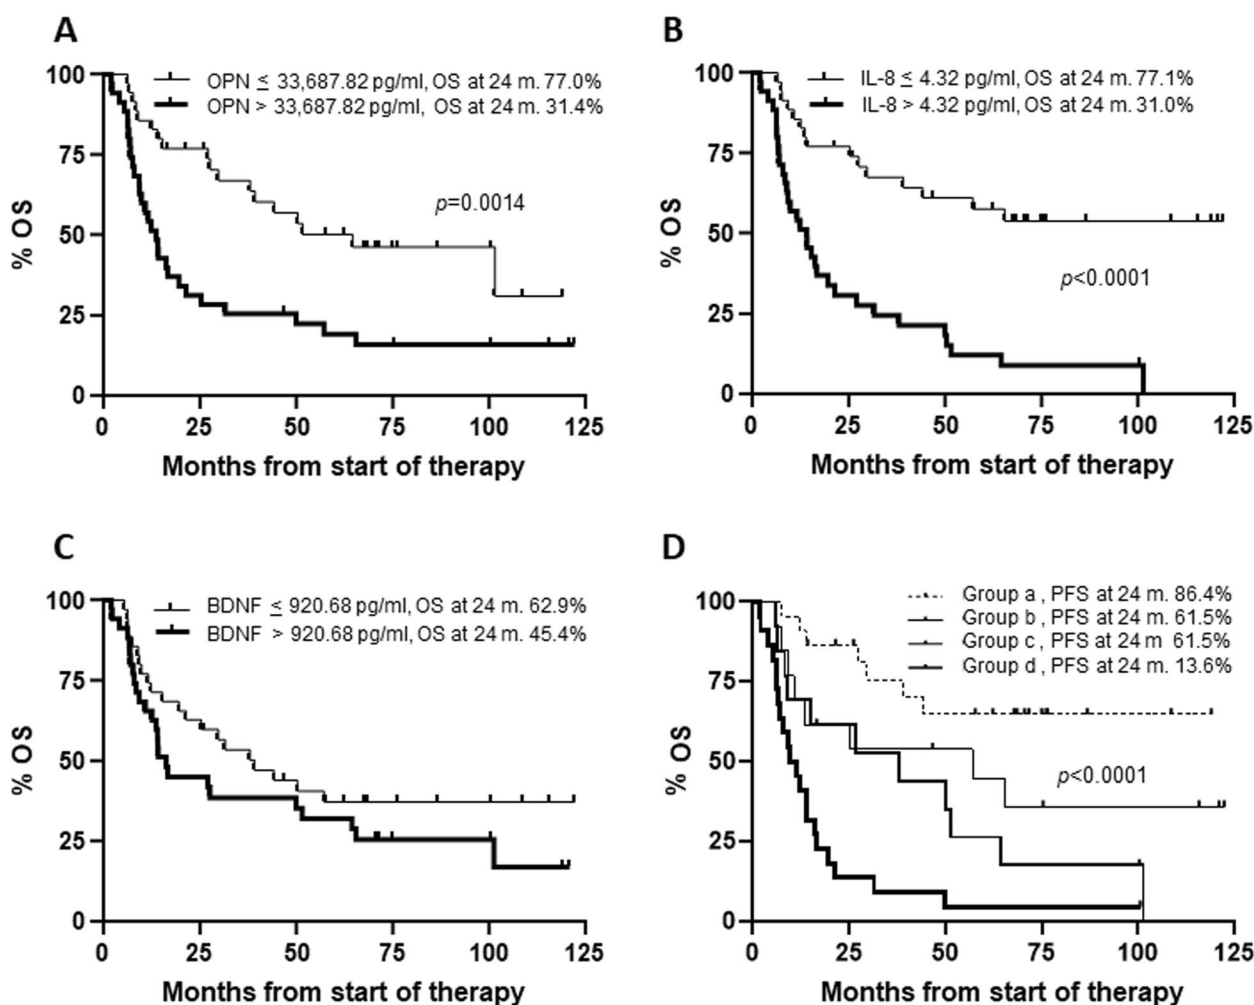 A
OPN ≤ 33,687.82 pg/ml, OS at 24 m. 77.0%
OPN > 33,687.82 pg/ml, OS at 24 m. 31.4%
p=0.0014
100
75
50
25
0
% OS
0 25 50 75 100 125
Months from start of therapy
B
IL-8 ≤ 4.32 pg/ml, OS at 24 m. 77.1%
IL-8 > 4.32 pg/ml, OS at 24 m. 31.0%
p<0.0001
100
75
50
25
0
% OS
0 25 50 75 100 125
Months from start of therapy
C
BDNF ≤ 920.68 pg/ml, OS at 24 m. 62.9%
BDNF > 920.68 pg/ml, OS at 24 m. 45.4%
100
75
50
25
0
% OS
0 25 50 75 100 125
Months from start of therapy
D
Group a , PFS at 24 m. 86.4%
Group b , PFS at 24 m. 61.5%
Group c , PFS at 24 m 61.5%
Group d , PFS at 24 m. 13.6%
p<0.0001
100
75
50
25
0
% OS
0 25 50 75 100 125
Months from start of therapy